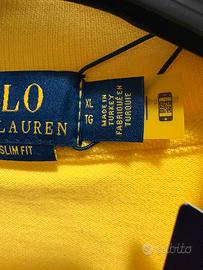 LO
LAUREN
SLIM FIT
XL
TG
MADE IN
TURKEY
FABRIQUÉ EN
TURQUIE
subito